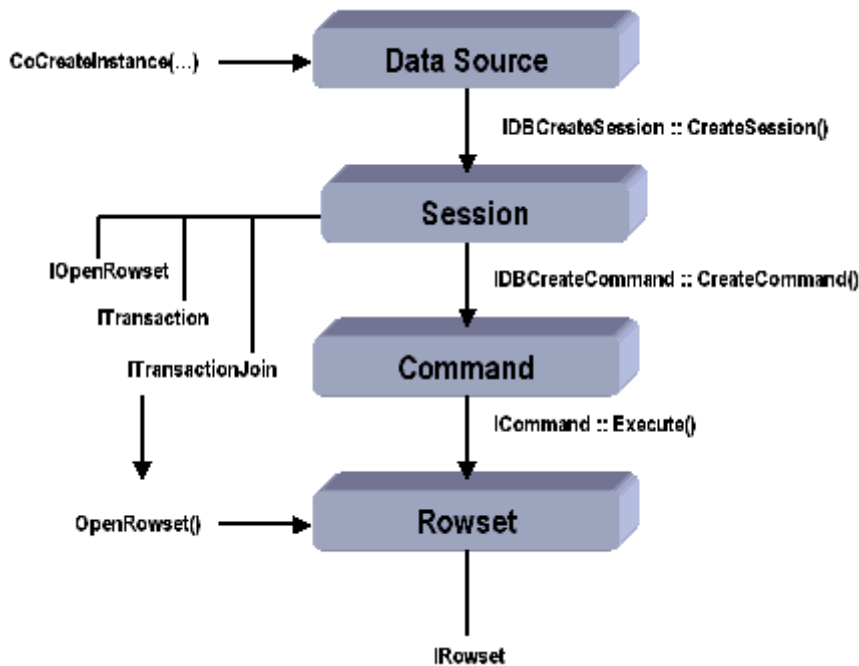 Data Source
CoCreateInstance(...)
IDBCreateSession :: CreateSession()
Session
IOpenRowset
IDBCreateCommand :: CreateCommand()
ITransaction
ITransactionJoin
Command
ICommand :: Execute()
OpenRowset()
Rowset
IRowset